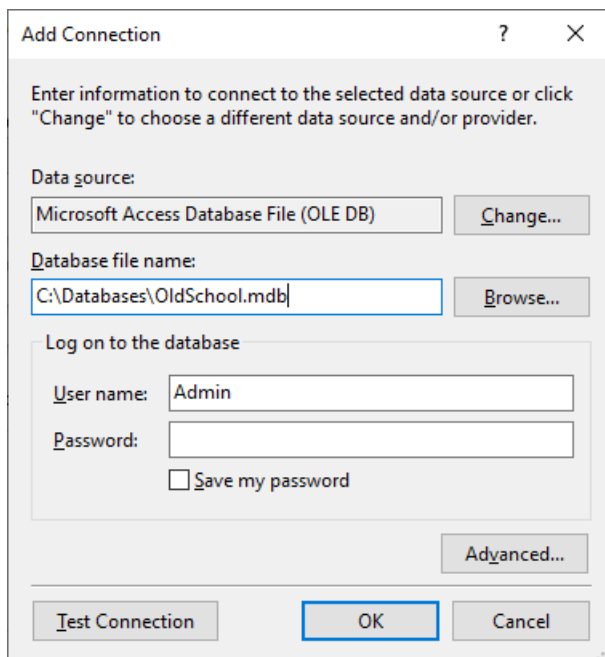 Add Connection ? ×
Enter information to connect to the selected data source or click
"Change" to choose a different data source and/or provider.
Data source:
Microsoft Access Database File (OLE DB) Change...
Database file name:
C:\Databases\OldSchool.mdb Browse...
Log on to the database
User name: Admin
Password:
Save my password
Advanced...
Test Connection OK Cancel